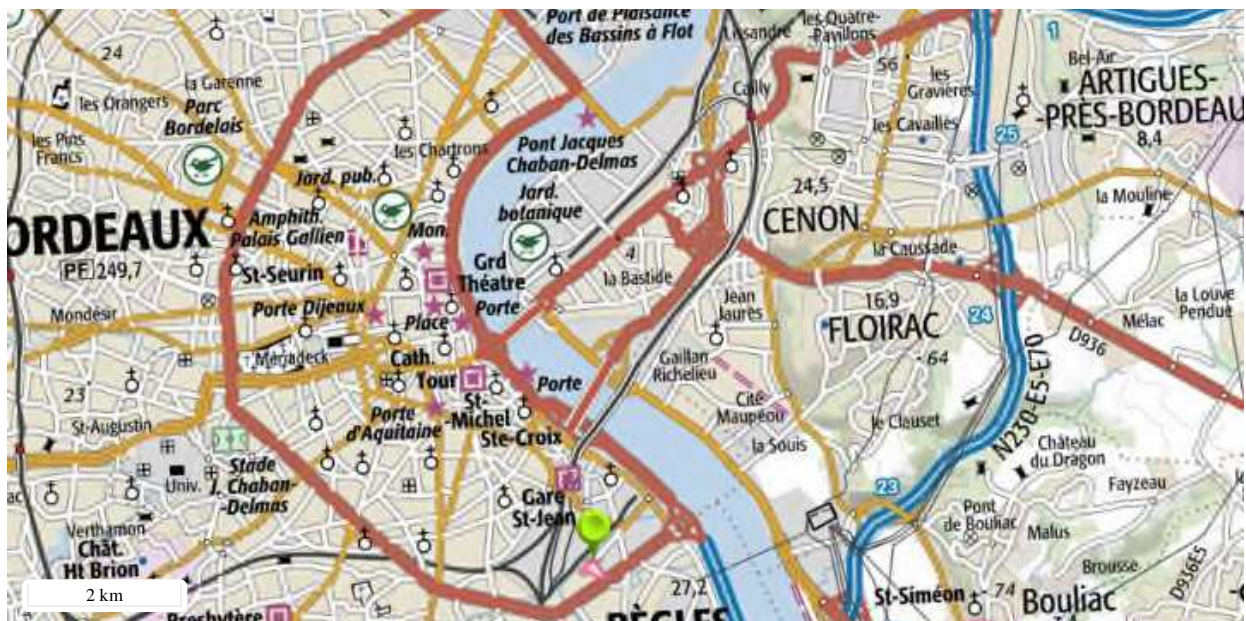 Port de Plaisance
des Bassins à Flot
Lissandre
les-Quatre-
-Pavillons
24
la Garenne
les Orangers
Parc
Bordelais
les Pins
Francs
les Chartrons
Jard. pub.
Pont Jacques
Chaban-Delmas
Cailly
56
les
Gravières
les Cavailles
25
1
Bel-Air
ARTIGUES-
-PRÈS-BORDEAU
8,4
la Mouline
ORDEAUX
PF 249,7
Amphith.
Palais Gallien
St-Seurin
Mon.
Jard.
botanique
Grd
Théatre
4
la Bastide
24,5
CENON
la Caussade
Mondésir
Porte Dijeaux
Place
Porte
Jean
Jaurès
16,9
FLOIRAC
64
24
D936
Mélac
la Louve
Pendue
Mériadeck
Cath.
Tour
St-
-Michel
Ste-Croix
Porte
Porte
d'Aquitaine
Gaillan
Richelieu
Cité
Maupéou
la Souis
le Clauset
N230-E5-E70
Château
du Dragon
Fayzeau
23
St-Augustin
Univ.
Stade
J. Chaban-
-Delmas
Gare
St-Jean
23
Pont
de Bouliac
Malus
Brousse
D936E5
Verthamon
Chât.
Ht Brion
2 km
Presbytère
27,2
BÈGLES
St-Siméon
74
Bouliac